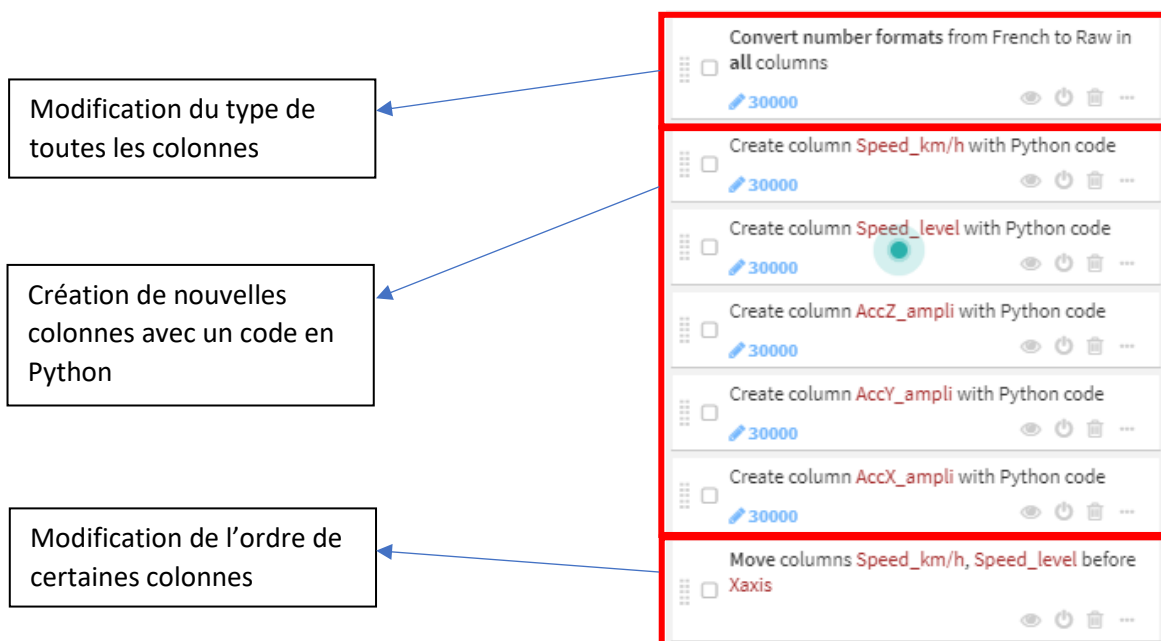 Modification du type de
toutes les colonnes
Création de nouvelles
colonnes avec un code en
Python
Modification de l’ordre de
certaines colonnes
Convert number formats from French to Raw in
all columns
30000
Create column Speed_km/h with Python code
30000
Create column Speed_level with Python code
30000
Create column AccZ_ampli with Python code
30000
Create column AccY_ampli with Python code
30000
Create column AccX_ampli with Python code
30000
Move columns Speed_km/h, Speed_level before
Xaxis